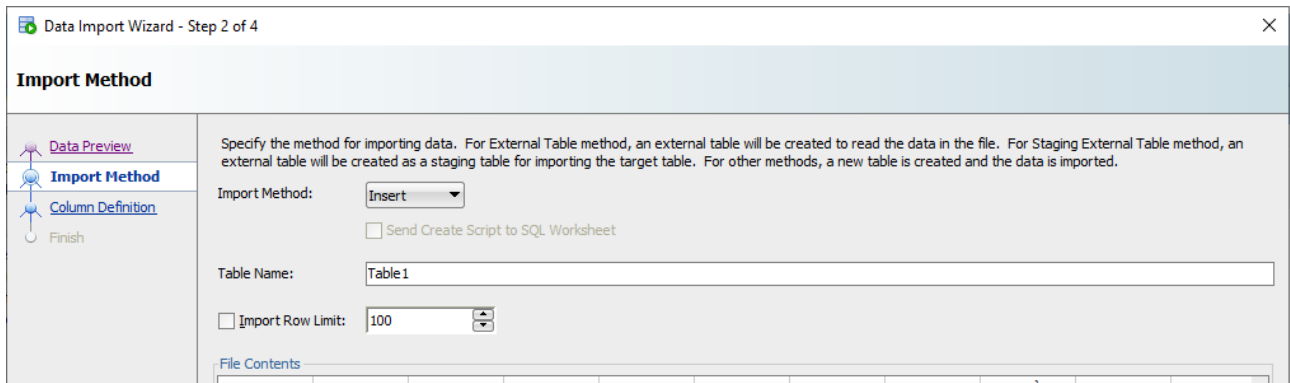 Data Import Wizard - Step 2 of 4
Import Method
Data Preview
Import Method
Column Definition
Finish
Specify the method for importing data. For External Table method, an external table will be created to read the data in the file. For Staging External Table method, an
external table will be created as a staging table for importing the target table. For other methods, a new table is created and the data is imported.
Import Method: Insert
Send Create Script to SQL Worksheet
Table Name: Table1
Import Row Limit: 100
File Contents